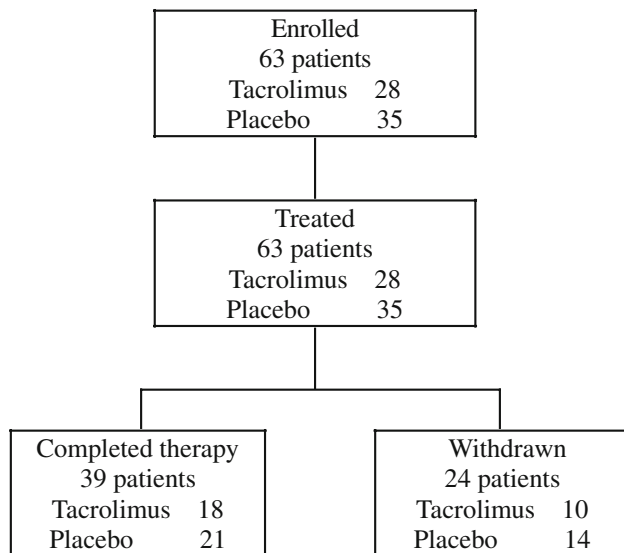 Enrolled
63 patients
Tacrolimus 28
Placebo 35
Treated
63 patients
Tacrolimus 28
Placebo 35
Completed therapy
39 patients
Tacrolimus 18
Placebo 21
Withdrawn
24 patients
Tacrolimus 10
Placebo 14